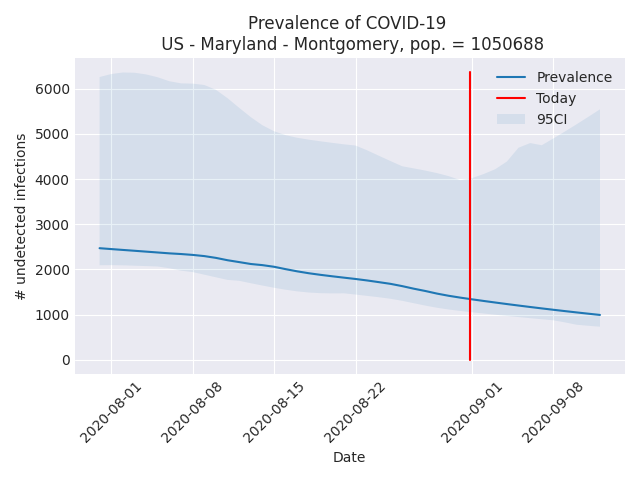 Prevalence of COVID-19
US - Maryland - Montgomery, pop. = 1050688
Prevalence
Today
95CI
# undetected infections
6000
5000
4000
3000
2000
1000
0
2020-08-01
2020-08-08
2020-08-15
2020-08-22
2020-09-01
2020-09-08
Date